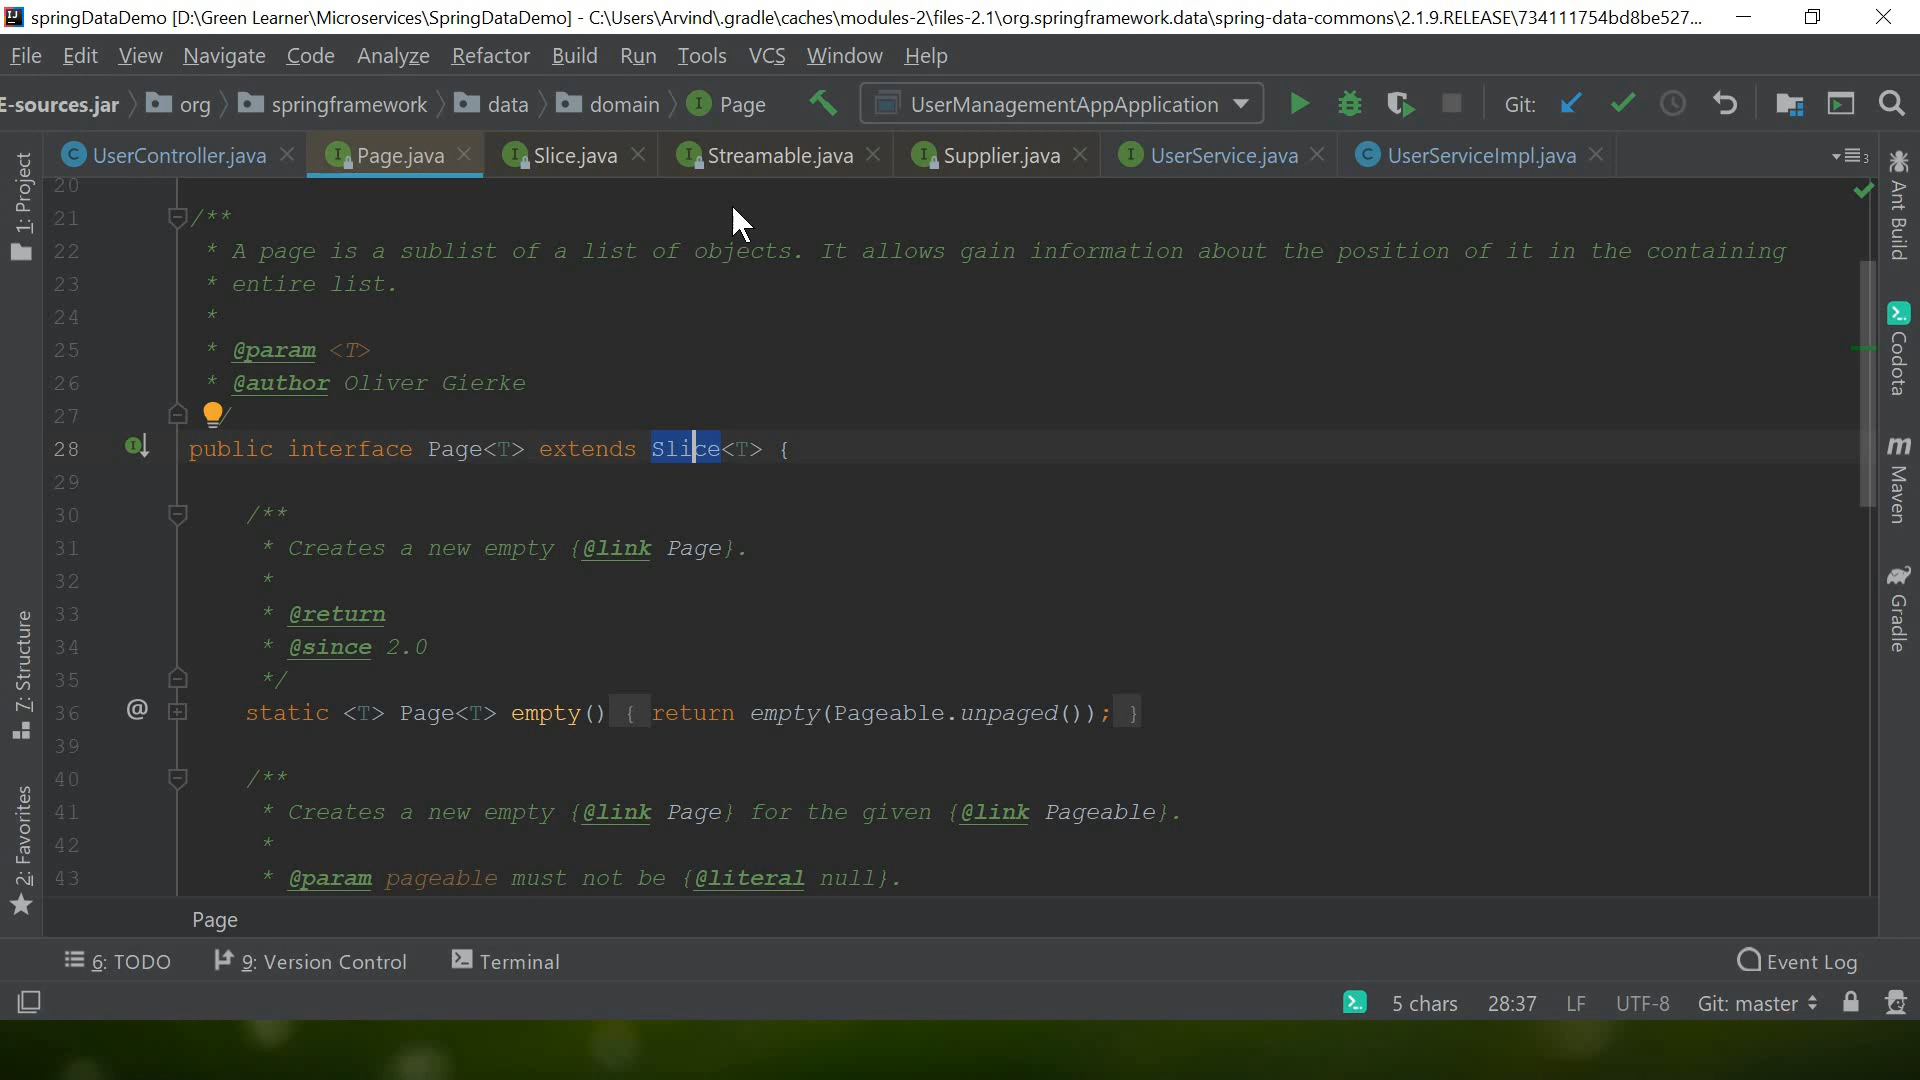 springDataDemo [D:\Green Learner\Microservices\SpringDataDemo] - C:\Users\Arvind\.gradle\caches\modules-2\files-2.1\org.springframework.data\spring-data-commons\2.1.9.RELEASE\734111754bd8be527...
File Edit View Navigate Code Analyze Refactor Build Run Tools VCS Window Help
E-sources.jar org springframework data domain I Page UserManagementAppApplication Git:
C UserController.java I Page.java I Slice.java I Streamable.java I Supplier.java I UserService.java C UserServiceImpl.java 3
1: Project
7: Structure
2: Favorites
20
21 /**
22 * A page is a sublist of a list of objects. It allows gain information about the position of it in the containing
23 * entire list.
24 *
25 * @param <T>
26 * @author Oliver Gierke
27 /
28 public interface Page<T> extends Slice<T> {
29
30 /**
31 * Creates a new empty {@link Page}.
32 *
33 * @return
34 * @since 2.0
35 */
36 @ static <T> Page<T> empty() { return empty(Pageable.unpaged()); }
39
40 /**
41 * Creates a new empty {@link Page} for the given {@link Pageable}.
42 *
43 * @param pageable must not be {@literal null}.
Ant Build
Codota
m Maven
Gradle
Page
6: TODO 9: Version Control Terminal Event Log
5 chars 28:37 LF UTF-8 Git: master